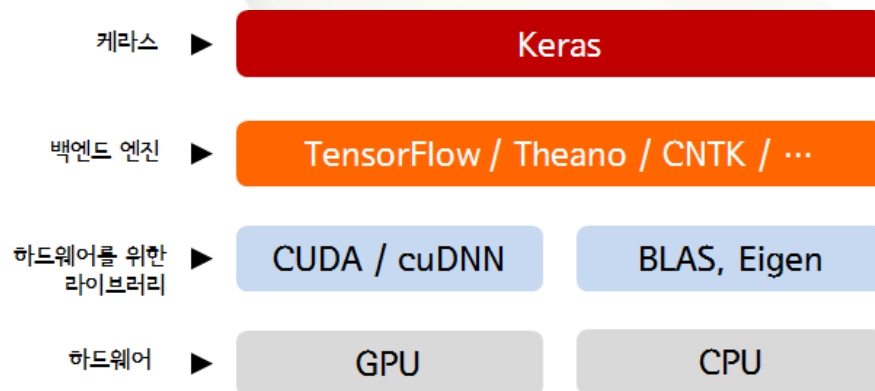 케라스 ▶ Keras
백엔드 엔진 ▶ TensorFlow / Theano / CNTK / …
하드웨어를 위한
라이브러리 ▶ CUDA / cuDNN BLAS, Eigen
하드웨어 ▶ GPU CPU